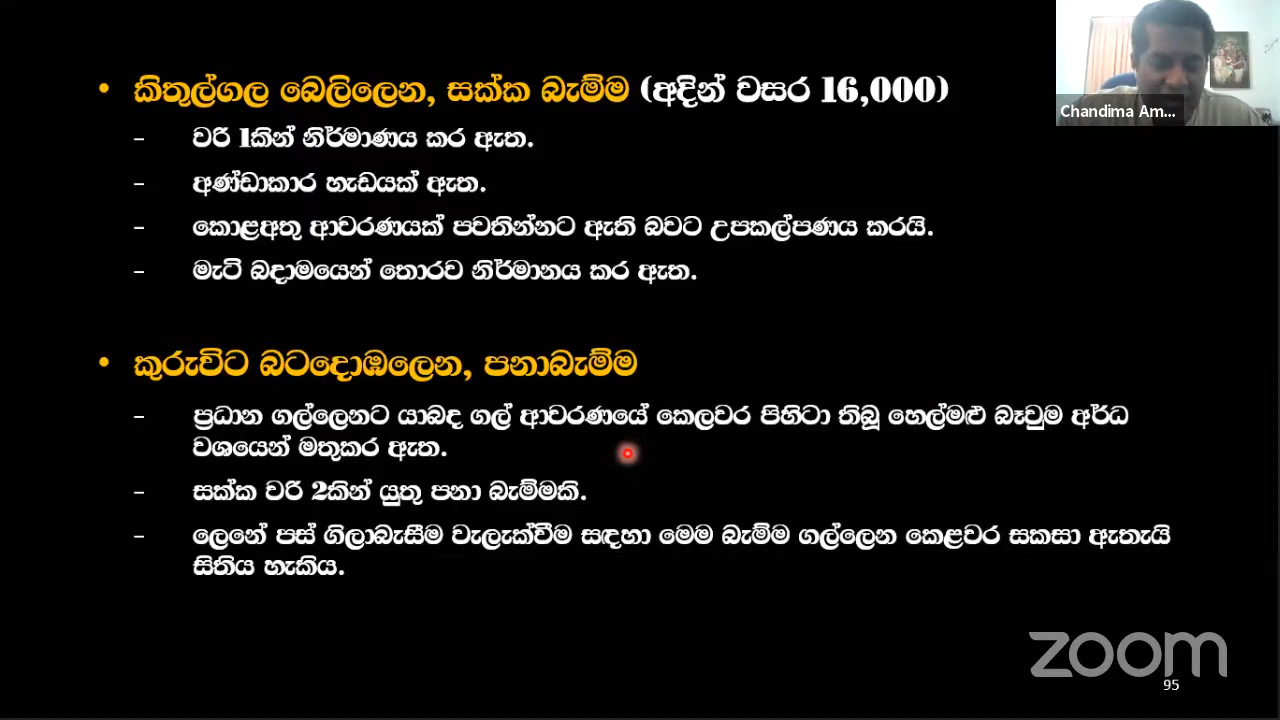 • කිතුල්ගල බෙලිලෙන, සක්ක බැම්ම (අදින් වසර 16,000)
- වරි 1කින් නිර්මාණය කර ඇත.
- අණ්ඩාකාර හැඩයක් ඇත.
- කොළඅතු ආවරණයක් පවතින්නට ඇති බවට උපකල්පණය කරයි.
- මැටි බදාමයෙන් තොරව නිර්මානය කර ඇත.
• කුරුවිට බටදොඹලෙන, පනාබැම්ම
- ප්‍රධාන ගල්ලෙනට යාබද ගල් ආවරණයේ කෙලවර පිහිටා තිබූ හෙල්මළු බෑවුම අර්ධ
වශයෙන් මතුකර ඇත.
- සක්ක වරි 2කින් යුතු පනා බැම්මකි.
- ලෙනේ පස් ගිලාබැසීම වැලැක්වීම සඳහා මෙම බැම්ම ගල්ලෙන කෙළවර සකසා ඇතැයි
සිතිය හැකිය.
Chandima Am...
zoom
95